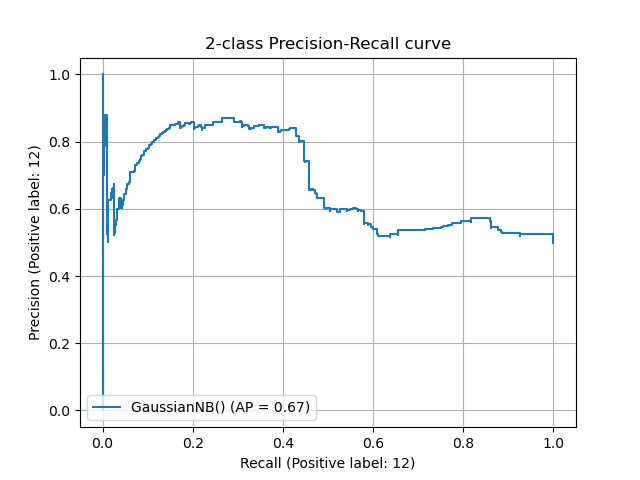 2-class Precision-Recall curve
1.0
0.8
0.6
0.4
0.2
0.0
Precision (Positive label: 12)
GaussianNB() (AP = 0.67)
0.0 0.2 0.4 0.6 0.8 1.0
Recall (Positive label: 12)